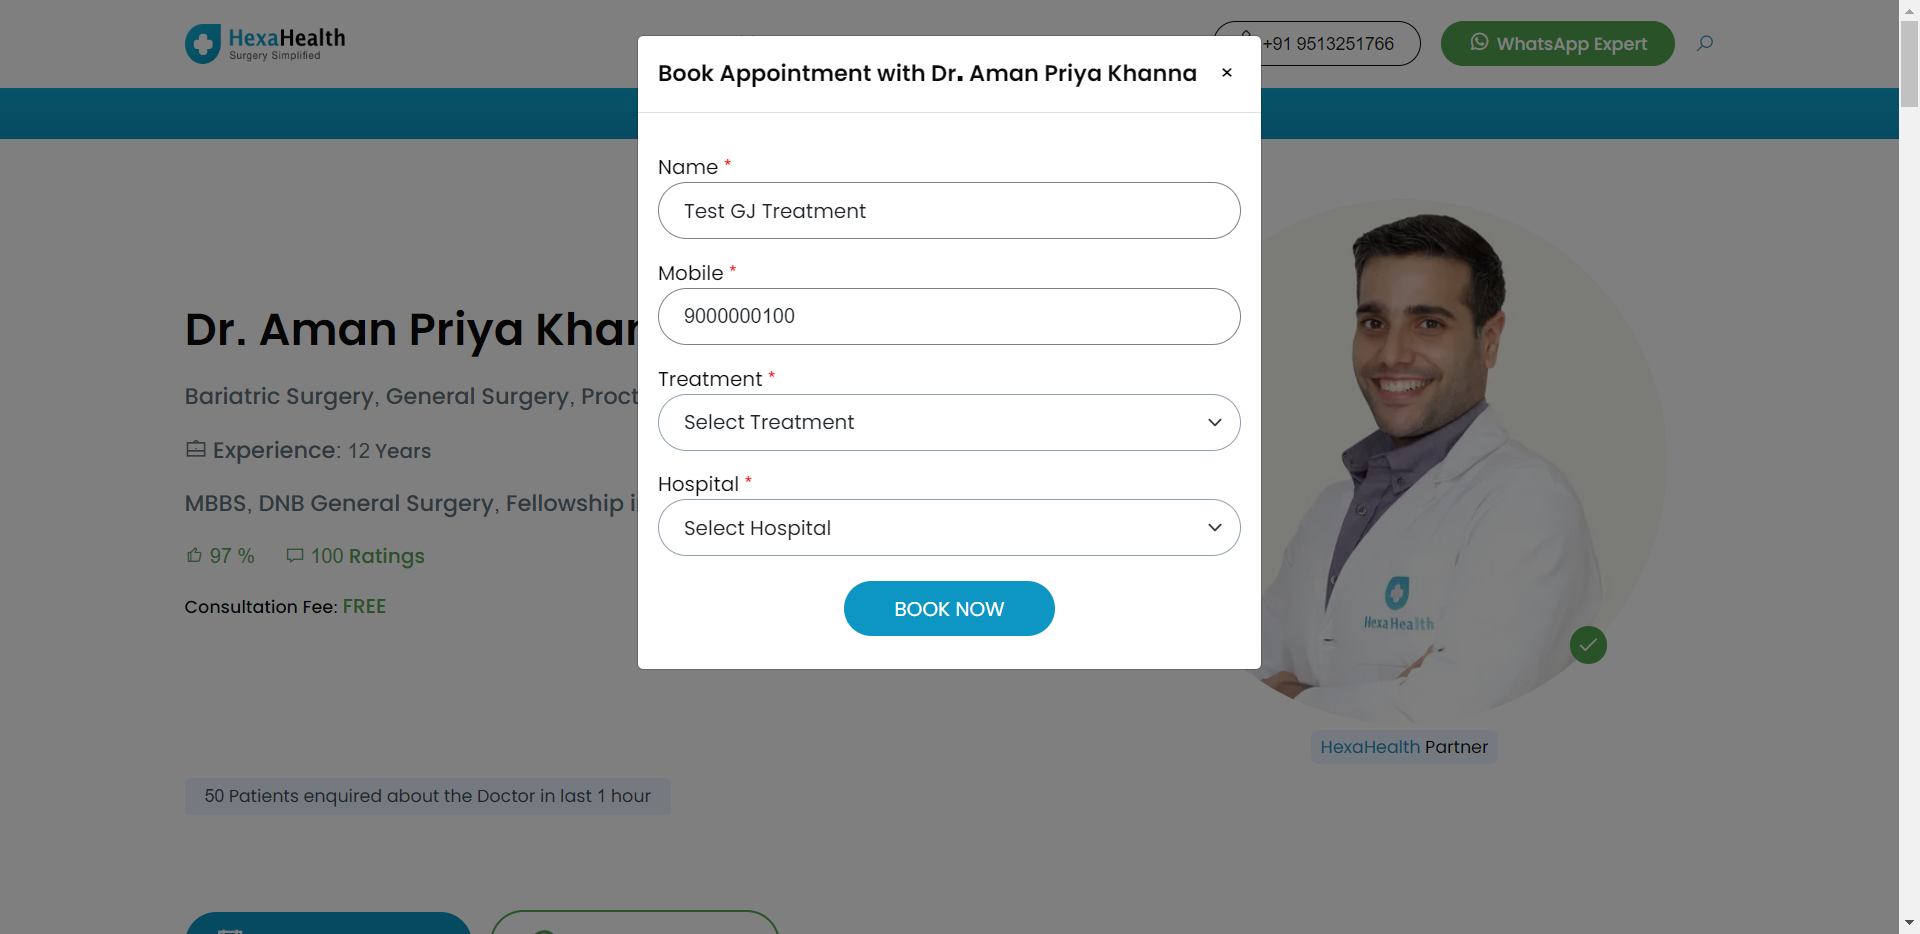 HexaHealth
Surgery Simplified
+91 9513251766
WhatsApp Expert
Book Appointment with Dr. Aman Priya Khanna
×
Name *
Test GJ Treatment
Mobile *
9000000100
Treatment *
Select Treatment
Hospital *
Select Hospital
BOOK NOW
Dr. Aman Priya Khan
Bariatric Surgery, General Surgery, Proct
Experience: 12 Years
MBBS, DNB General Surgery, Fellowship i
97 %
100 Ratings
Consultation Fee: FREE
HexaHealth
HexaHealth Partner
50 Patients enquired about the Doctor in last 1 hour